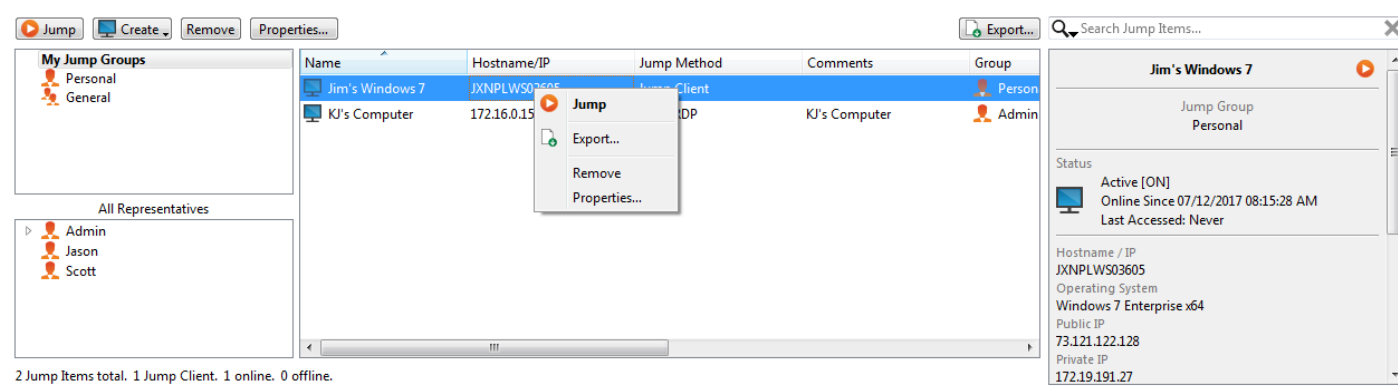 Jump Create Remove Properties... Export... Search Jump Items...
My Jump Groups
Personal
General
All Representatives
Admin
Jason
Scott
Name Hostname/IP Jump Method Comments Group
Jim's Windows 7 JXNPLWS03605 Jump Client Person
KJ's Computer 172.16.0.15 RDP KJ's Computer Admin
Jump
Export...
Remove
Properties...
Jim's Windows 7
Jump Group
Personal
Status
Active [ON]
Online Since 07/12/2017 08:15:28 AM
Last Accessed: Never
Hostname / IP
JXNPLWS03605
Operating System
Windows 7 Enterprise x64
Public IP
73.121.122.128
Private IP
172.19.191.27
2 Jump Items total. 1 Jump Client. 1 online. 0 offline.